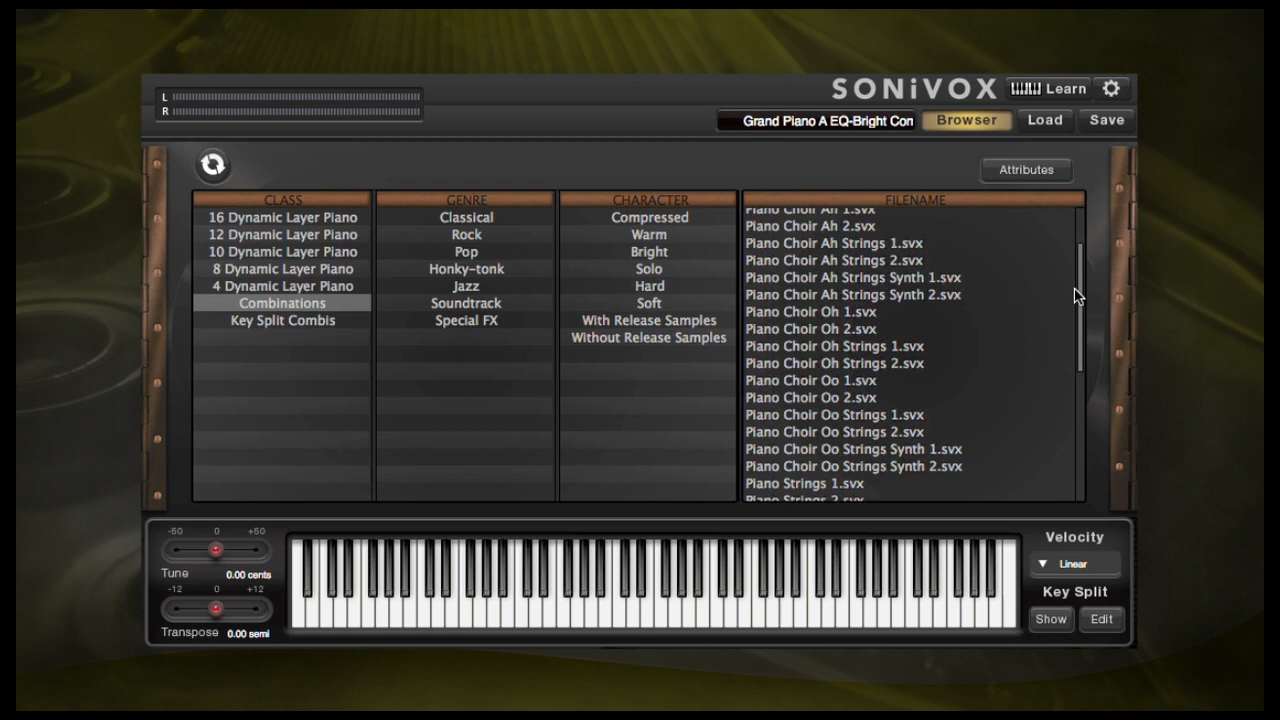 SONiVOX
Learn
L
R
Grand Piano A EQ-Bright Con
Browser
Load
Save
Attributes
CLASS
16 Dynamic Layer Piano
12 Dynamic Layer Piano
10 Dynamic Layer Piano
8 Dynamic Layer Piano
4 Dynamic Layer Piano
Combinations
Key Split Combis
GENRE
Classical
Rock
Pop
Honky-tonk
Jazz
Soundtrack
Special FX
CHARACTER
Compressed
Warm
Bright
Solo
Hard
Soft
With Release Samples
Without Release Samples
FILENAME
Piano Choir Ah 1.svx
Piano Choir Ah 2.svx
Piano Choir Ah Strings 1.svx
Piano Choir Ah Strings 2.svx
Piano Choir Ah Strings Synth 1.svx
Piano Choir Ah Strings Synth 2.svx
Piano Choir Oh 1.svx
Piano Choir Oh 2.svx
Piano Choir Oh Strings 1.svx
Piano Choir Oh Strings 2.svx
Piano Choir Oo 1.svx
Piano Choir Oo 2.svx
Piano Choir Oo Strings 1.svx
Piano Choir Oo Strings 2.svx
Piano Choir Oo Strings Synth 1.svx
Piano Choir Oo Strings Synth 2.svx
Piano Strings 1.svx
Piano Strings 2.svx
-50 0 +50
Tune 0.00 cents
-12 0 +12
Transpose 0.00 semi
Velocity
Linear
Key Split
Show
Edit